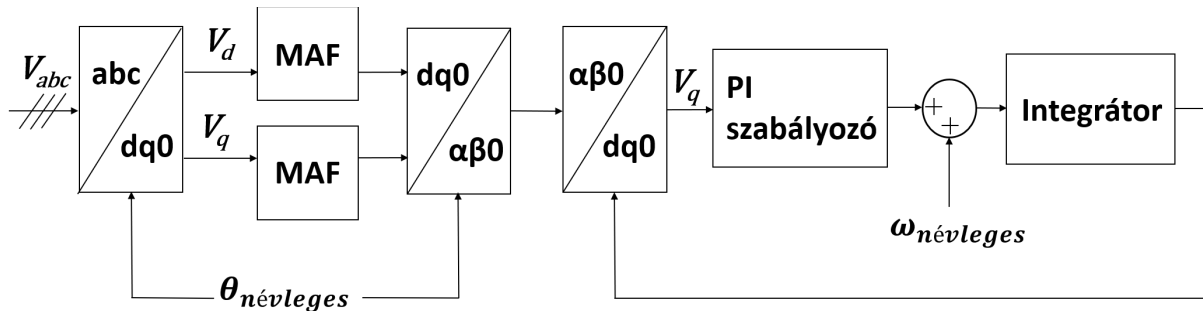 V_abc
abc
dq0
V_d
V_q
MAF
MAF
dq0
αβ0
θ_névleges
αβ0
dq0
V_q
PI
szabályozó
+
+
ω_névleges
Integrátor